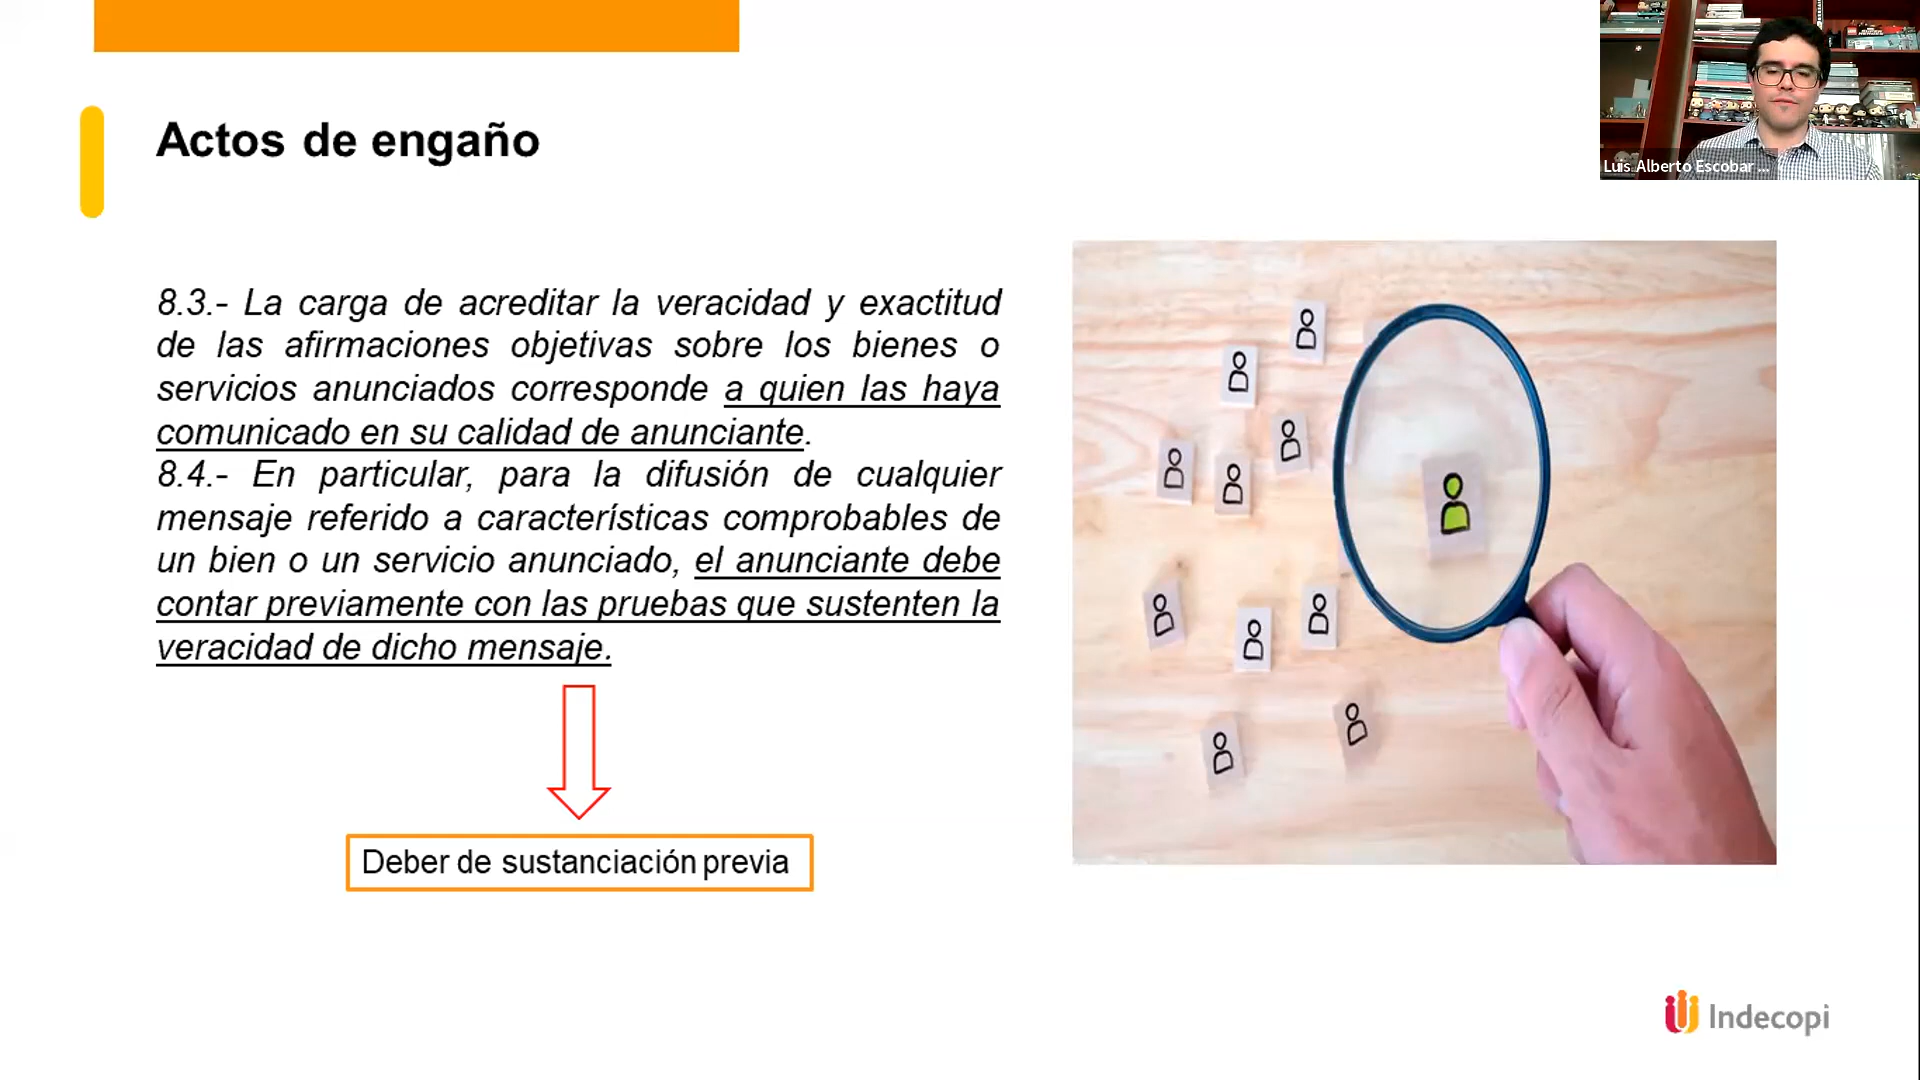 Luis Alberto Escobar ...
Actos de engaño
8.3.- La carga de acreditar la veracidad y exactitud
de las afirmaciones objetivas sobre los bienes o
servicios anunciados corresponde a quien las haya
comunicado en su calidad de anunciante.
8.4.- En particular, para la difusión de cualquier
mensaje referido a características comprobables de
un bien o un servicio anunciado, el anunciante debe
contar previamente con las pruebas que sustenten la
veracidad de dicho mensaje.
Deber de sustanciación previa
Indecopi